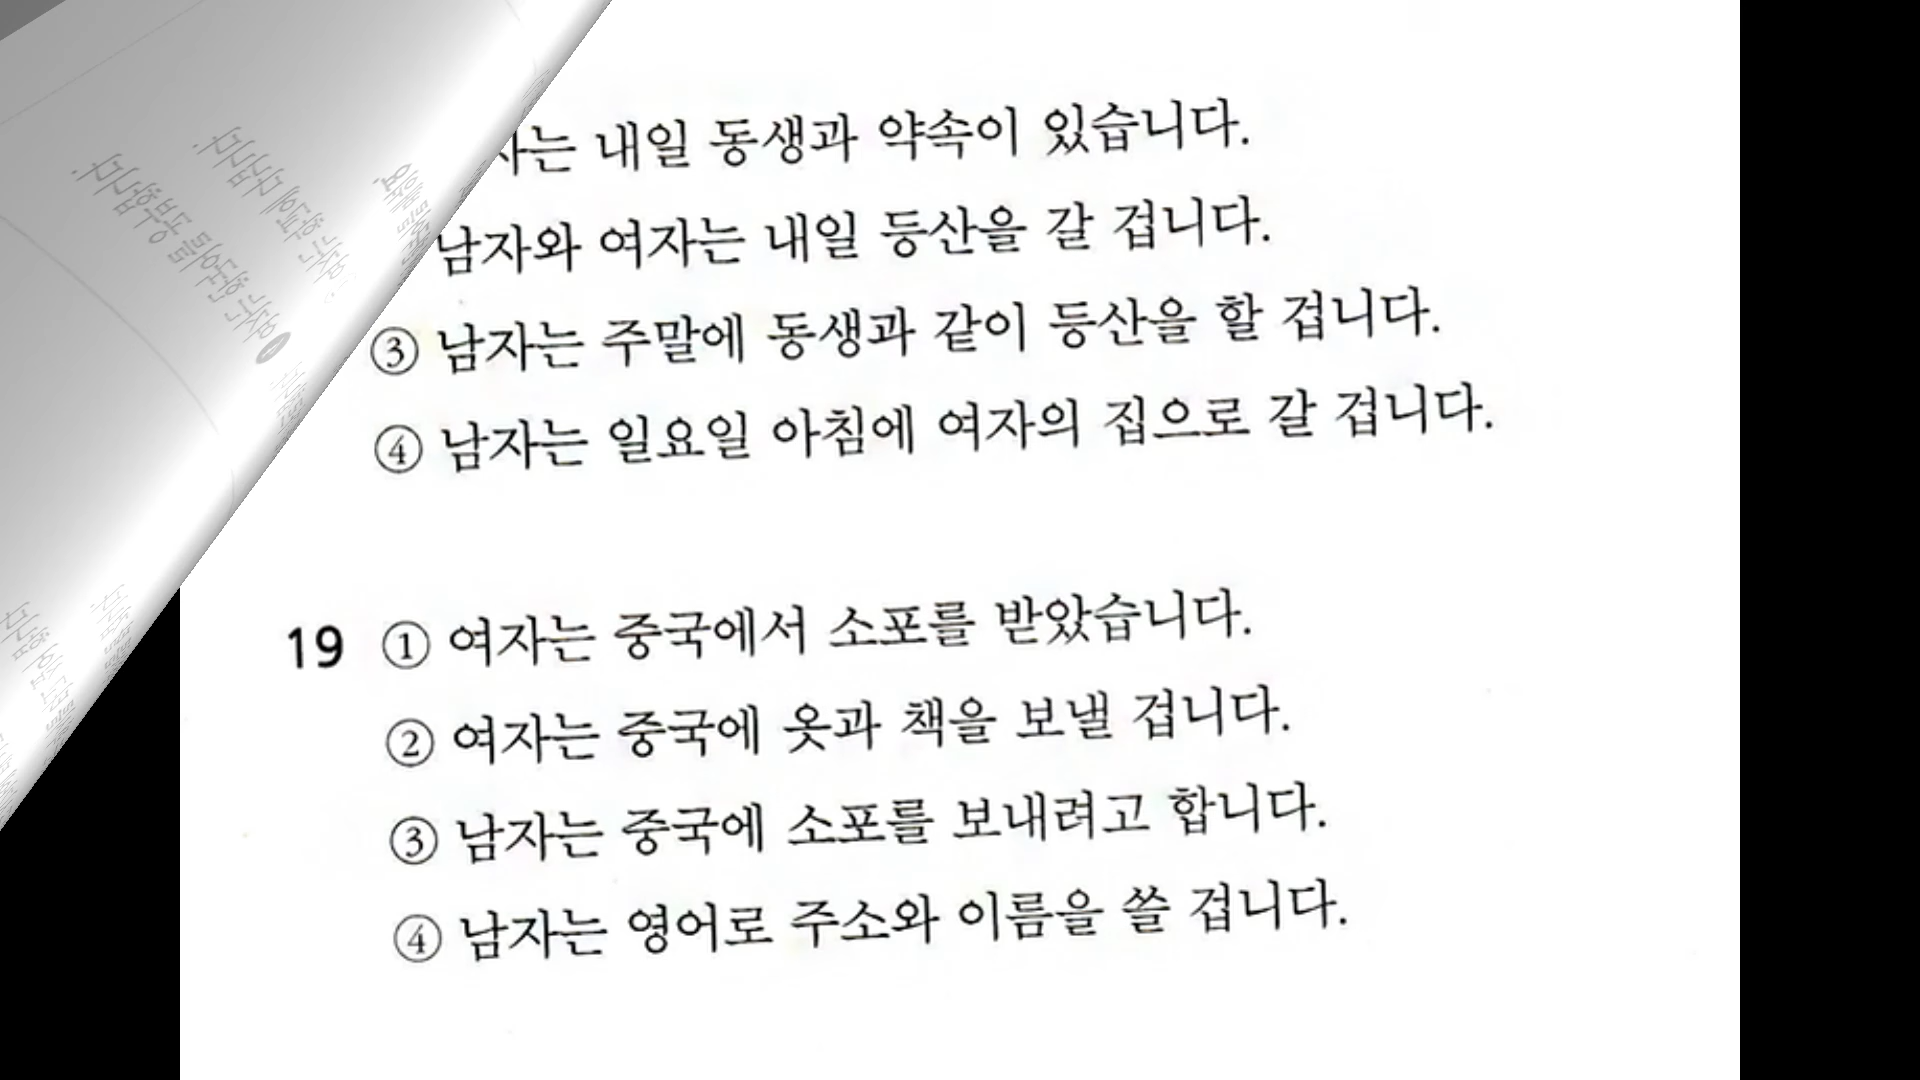 는 내일 동생과 약속이 있습니다.
남자와 여자는 내일 등산을 갈 겁니다.
③ 남자는 주말에 동생과 같이 등산을 할 겁니다.
④ 남자는 일요일 아침에 여자의 집으로 갈 겁니다.
19 ① 여자는 중국에서 소포를 받았습니다.
② 여자는 중국에 옷과 책을 보낼 겁니다.
③ 남자는 중국에 소포를 보내려고 합니다.
④ 남자는 영어로 주소와 이름을 쓸 겁니다.